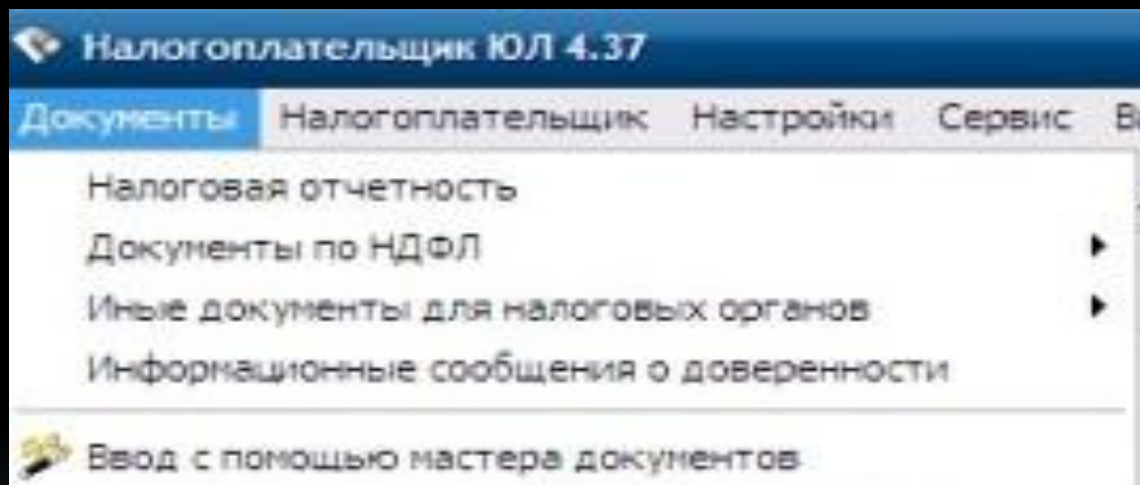 Налогоплательщик ЮЛ 4.37
Документы Налогоплательщик Настройки Сервис
Налоговая отчетность
Документы по НДФЛ
Иные документы для налоговых органов
Информационные сообщения о доверенности
Ввод с помощью мастера документов